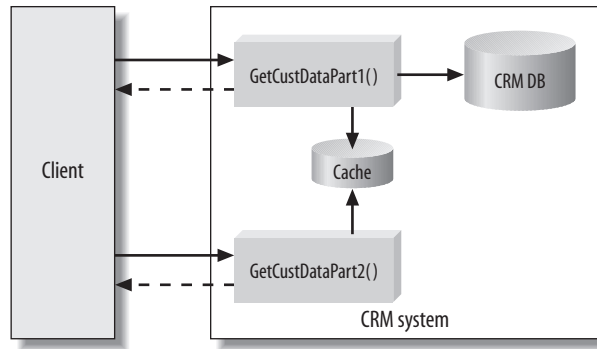 GetCustDataPart1()
CRM DB
Client
Cache
GetCustDataPart2()
CRM system